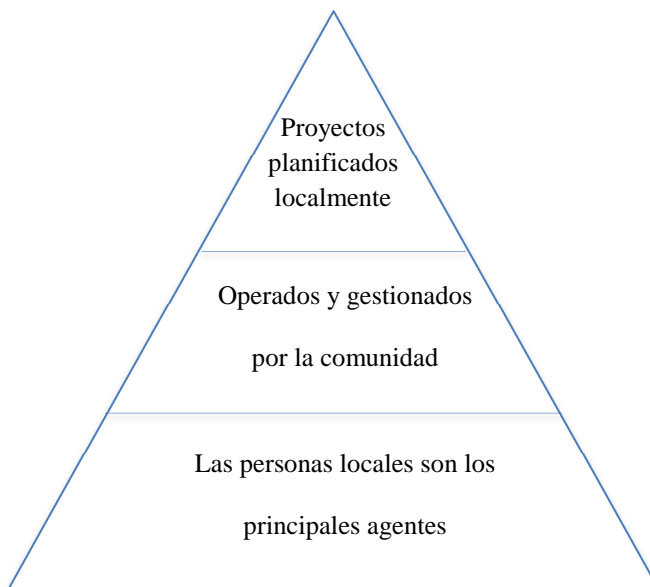 Proyectos
planificados
localmente
Operados y gestionados
por la comunidad
Las personas locales son los
principales agentes